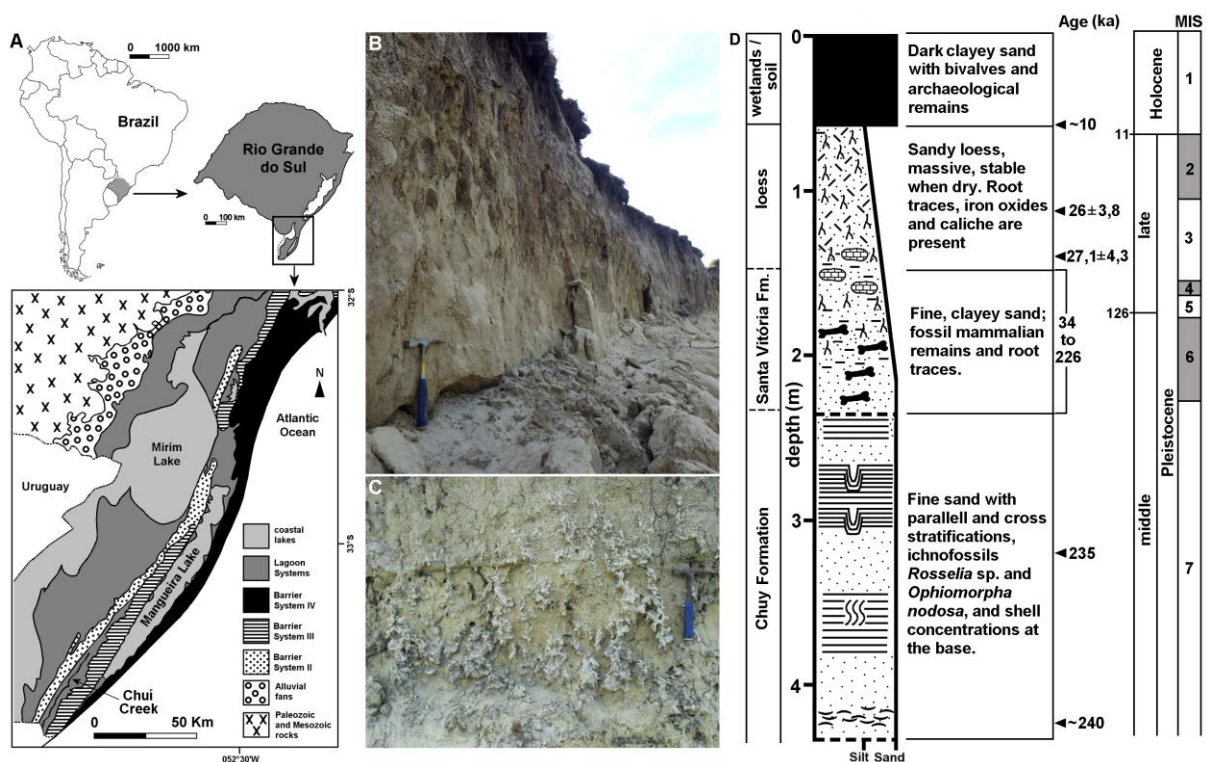 A
0 1000 km
Brazil
Rio Grande
do Sul
0 100 km
32°S
N
Atlantic
Ocean
Mirim
Lake
Uruguay
33°S
Mangueira Lake
coastal
lakes
Lagoon
Systems
Barrier
System IV
Barrier
System III
Barrier
System II
Alluvial
fans
Paleozoic
and Mesozoic
rocks
Chuí
Creek
0 50 Km
052°30'W
B
C
D
wetlands /
soil
loess
Santa Vitória Fm.
Chuy Formation
depth (m)
0
1
2
3
4
Silt Sand
Dark clayey sand
with bivalves and
archaeological
remains
Sandy loess,
massive, stable
when dry. Root
traces, iron oxides
and caliche are
present
Fine, clayey sand;
fossil mammalian
remains and root
traces.
Fine sand with
parallell and cross
stratifications,
ichnofossils
Rosselia sp. and
Ophiomorpha
nodosa, and shell
concentrations at
the base.
Age (ka)
~10
26±3,8
27,1±4,3
34
to
226
235
~240
11
126
Holocene
late
middle
Pleistocene
MIS
1
2
3
4
5
6
7